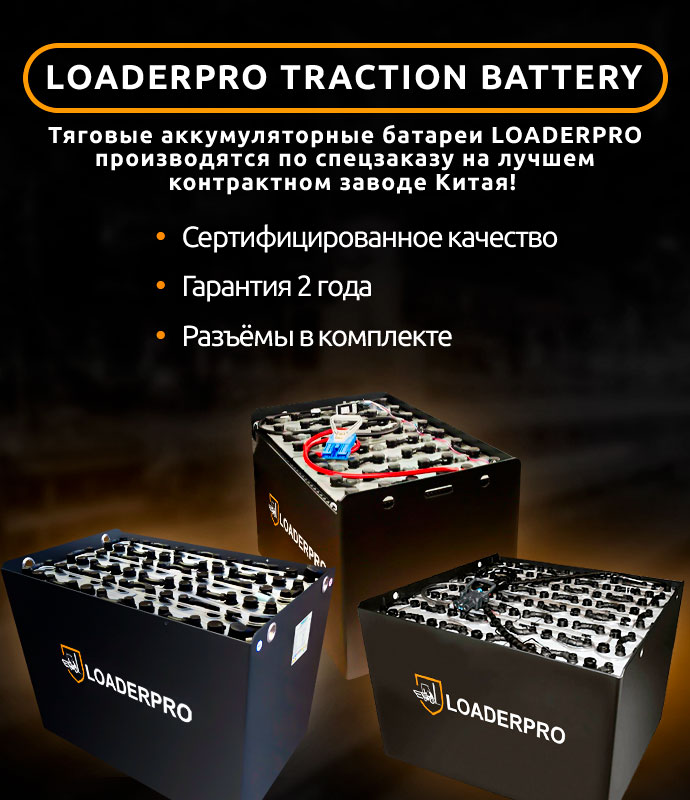 LOADERPRO TRACTION BATTERY
Тяговые аккумуляторные батареи LOADERPRO
производятся по спецзаказу на лучшем
контрактном заводе Китая!
• Сертифицированное качество
• Гарантия 2 года
• Разъёмы в комплекте
LOADERPRO
LOADERPRO
LOADERPRO